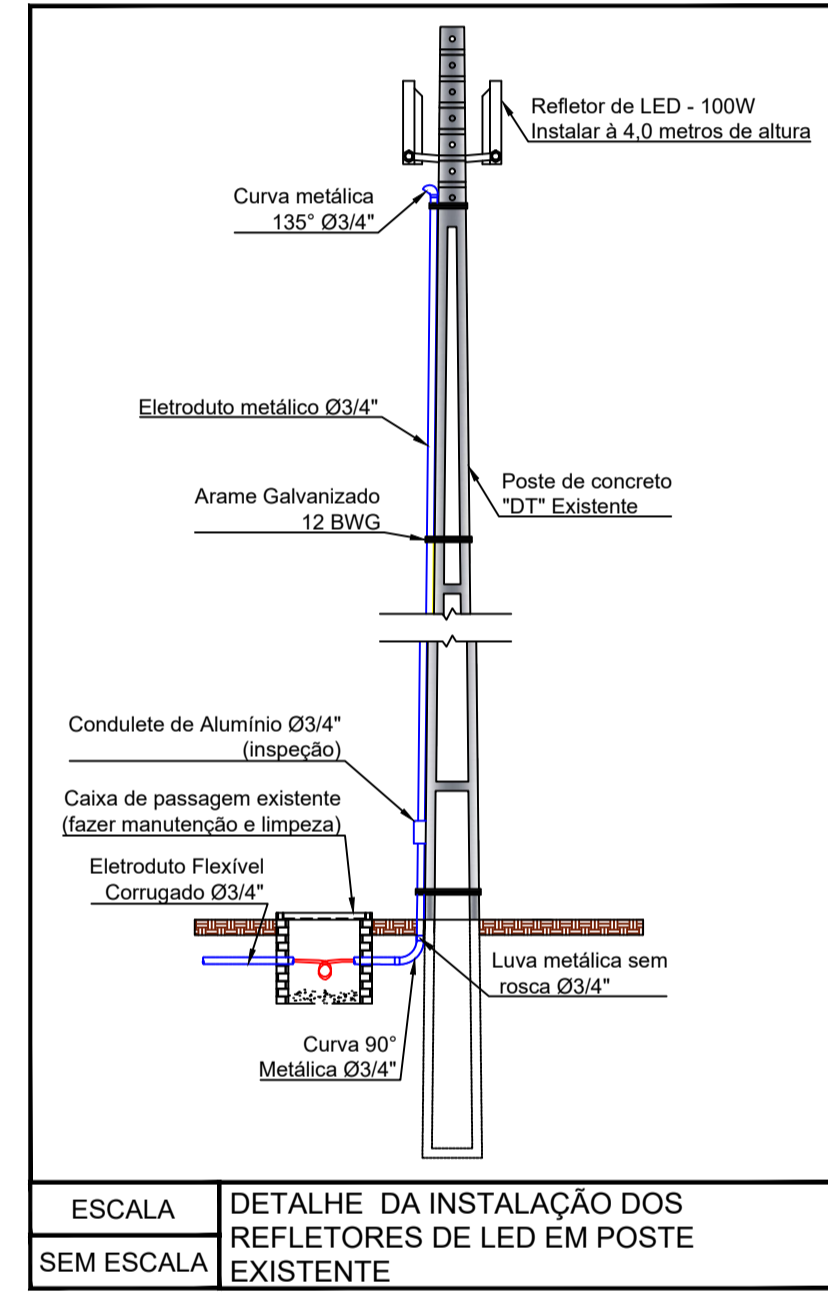 Refletor de LED - 100W
Instalar à 4,0 metros de altura
Curva metálica
135° Ø3/4"
Eletroduto metálico Ø3/4"
Poste de concreto
"DT" Existente
Arame Galvanizado
12 BWG
Condulete de Alumínio Ø3/4"
(inspeção)
Caixa de passagem existente
(fazer manutenção e limpeza)
Eletroduto Flexível
Corrugado Ø3/4"
Luva metálica sem
rosca Ø3/4"
Curva 90°
Metálica Ø3/4"
ESCALA
SEM ESCALA
DETALHE DA INSTALAÇÃO DOS
REFLETORES DE LED EM POSTE
EXISTENTE